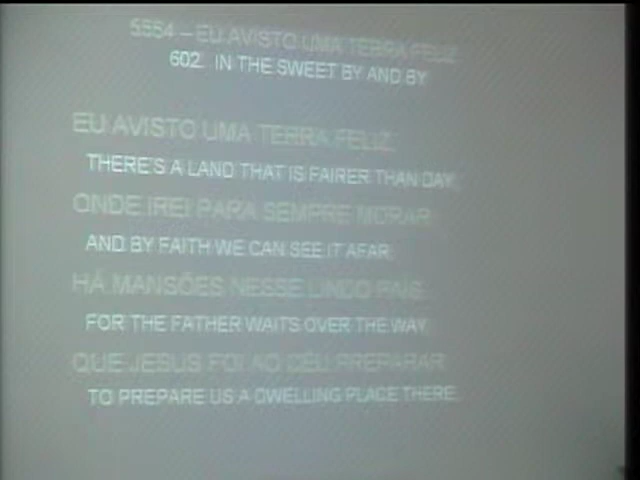 5554 – EU AVISTO UMA TERRA FELIZ
602. IN THE SWEET BY AND BY
EU AVISTO UMA TERRA FELIZ
THERE'S A LAND THAT IS FAIRER THAN DAY,
ONDE IREI PARA SEMPRE MORAR
AND BY FAITH WE CAN SEE IT AFAR;
HÁ MANSÕES NESSE LINDO PAÍS
FOR THE FATHER WAITS OVER THE WAY
QUE JESUS FOI AO CÉU PREPARAR
TO PREPARE US A DWELLING PLACE THERE.